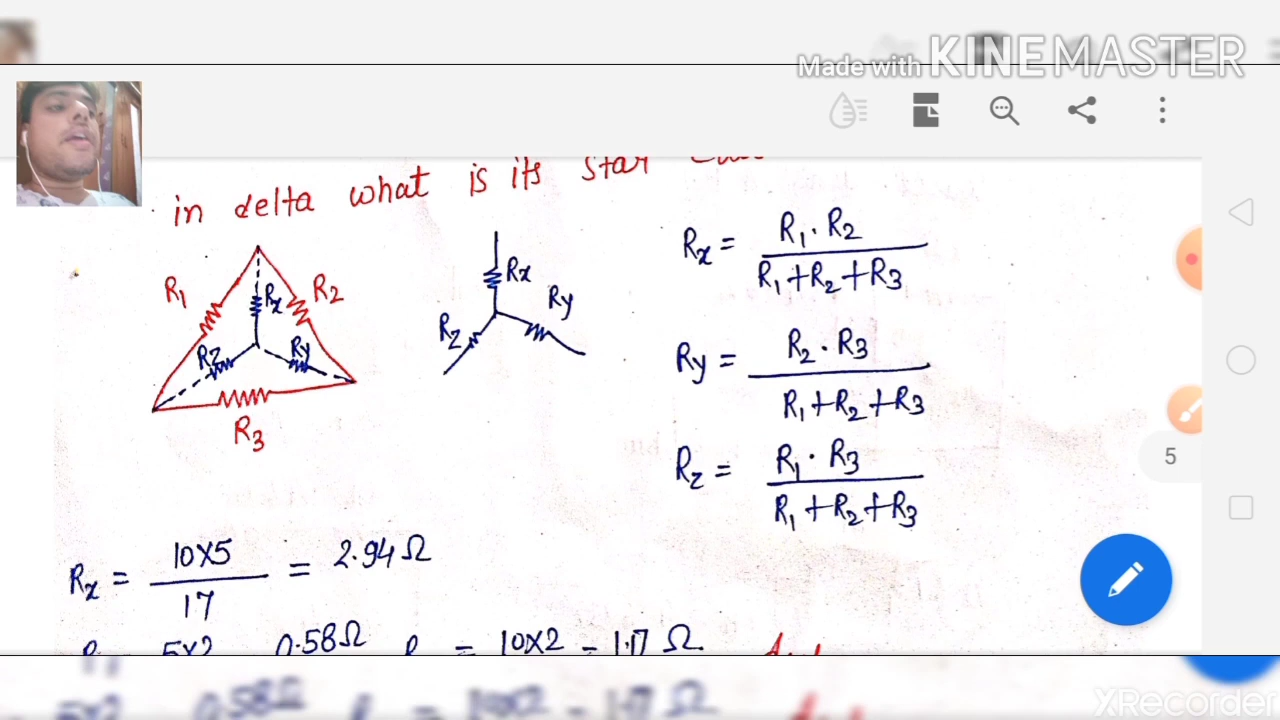 Made with KINEMASTER
in delta what is its star
R1 Rx R2
Rz Ry
R3
Rx
Ry
Rz
Rx = R1 · R2 / R1+R2+R3
Ry = R2 · R3 / R1+R2+R3
Rz = R1 · R3 / R1+R2+R3
5
Rx = 10x5 / 17 = 2.94 Ω
5x2 0.58Ω = 10x2 = 1.17 Ω
XRecorder